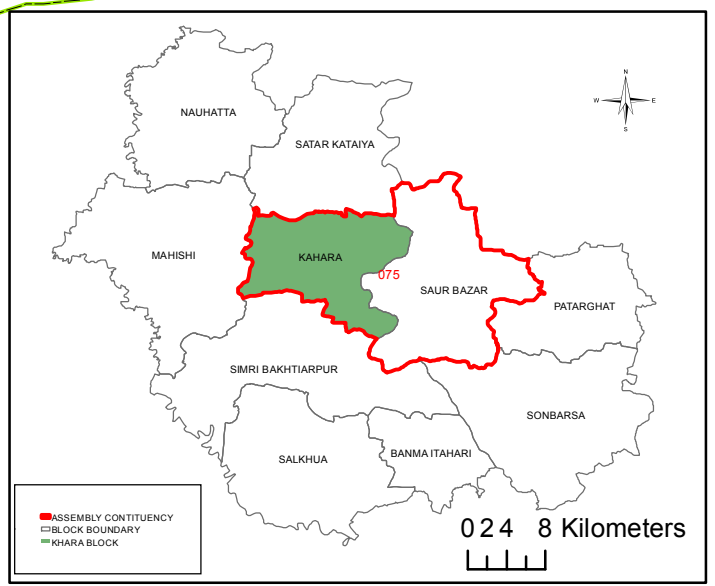 N
W E
S
NAUHATTA
SATAR KATAIYA
MAHISHI
KAHARA
075
SAUR BAZAR
PATARGHAT
SIMRI BAKHTIARPUR
SONBARSA
SALKHUA
BANMA ITAHARI
ASSEMBLY CONTITUENCY
BLOCK BOUNDARY
KHARA BLOCK
0 2 4 8 Kilometers